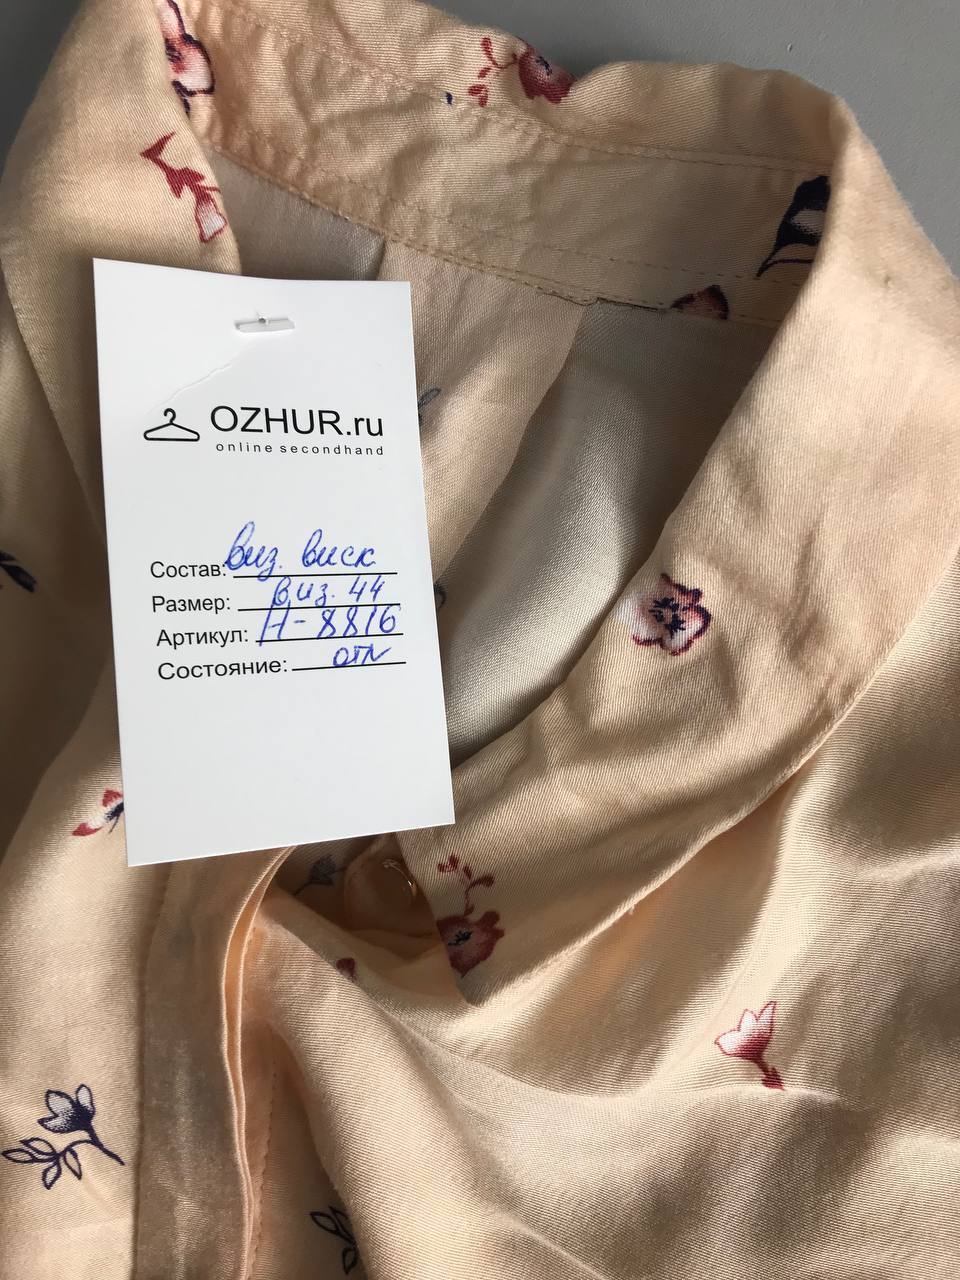 OZHUR.ru
online secondhand
Состав: виз. виск
Размер: виз. 44
Артикул: Н-8816
Состояние: отл